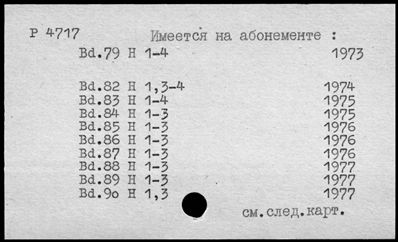 Р 4717 Имеется на абонементе :
Bd.79 H 1-4 1973
Bd.82 H 1,3-4 1974
Bd.83 H 1-4 1975
Bd.84 H 1-3 1975
Bd.85 H 1-3 1976
Bd.86 H 1-3 1976
Bd.87 H 1-3 1976
Bd.88 H 1-3 1977
Bd.89 H 1-3 1977
Bd.9o H 1,3 1977
см.след.карт.